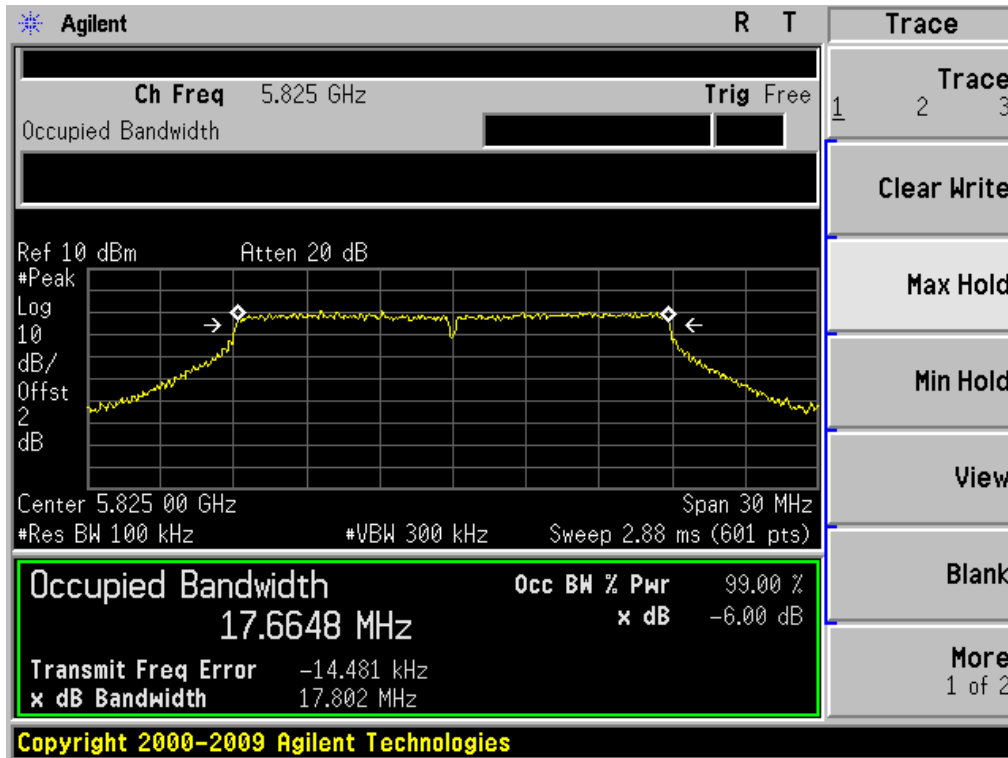 Agilent R T Trace
Ch Freq 5.825 GHz Trig Free
Occupied Bandwidth
Trace
1 2 3
Clear Write
Max Hold
Min Hold
View
Blank
More
1 of 2
Ref 10 dBm Atten 20 dB
#Peak
Log
10
dB/
Offst
2
dB
Center 5.825 00 GHz Span 30 MHz
#Res BW 100 kHz #VBW 300 kHz Sweep 2.88 ms (601 pts)
Occupied Bandwidth Occ BW % Pwr 99.00 %
17.6648 MHz x dB -6.00 dB
Transmit Freq Error -14.481 kHz
x dB Bandwidth 17.802 MHz
Copyright 2000-2009 Agilent Technologies